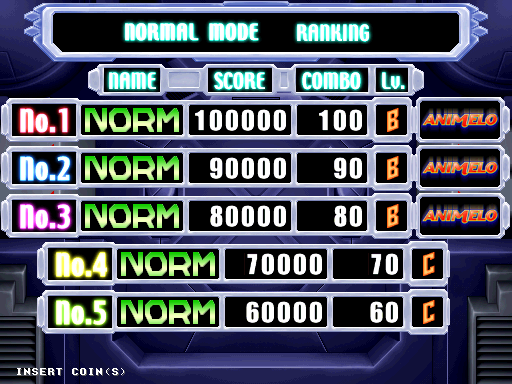 NORMAL MODE RANKING
NAME SCORE COMBO Lv.
No.1 NORM 100000 100 B ANIMELO
No.2 NORM 90000 90 B ANIMELO
No.3 NORM 80000 80 B ANIMELO
No.4 NORM 70000 70 C
No.5 NORM 60000 60 C
INSERT COIN(S)